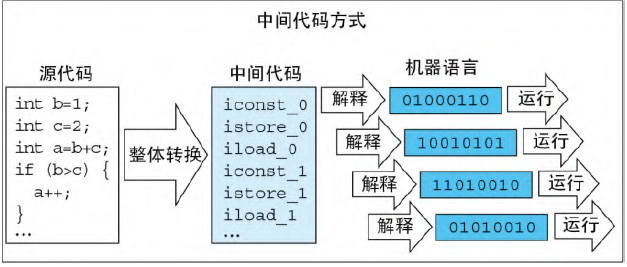 中间代码方式
源代码
int b=1;
int c=2;
int a=b+c;
if (b>c) {
a++;
}
...
整体转换
中间代码
iconst_0
istore_0
iload_0
iconst_1
istore_1
iload_1
...
机器语言
解释 01000110 运行
解释 10010101 运行
解释 11010010 运行
解释 01010010 运行